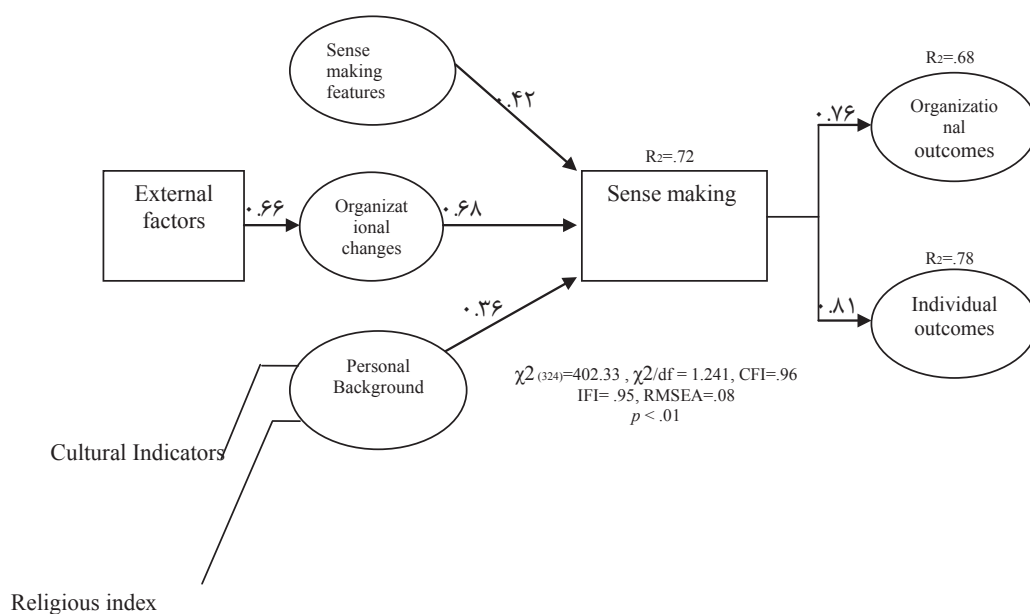 Sense
making
features
۰.۴۲
R2=.68
Organizatio
nal
outcomes
۰.۷۶
R2=.72
Sense making
External
factors
۰.۶۶
Organizat
ional
changes
۰.۶۸
R2=.78
Individual
outcomes
۰.۸۱
۰.۳۶
Personal
Background
χ2 (324)=402.33 , χ2/df = 1.241, CFI=.96
IFI= .95, RMSEA=.08
p < .01
Cultural Indicators
Religious index